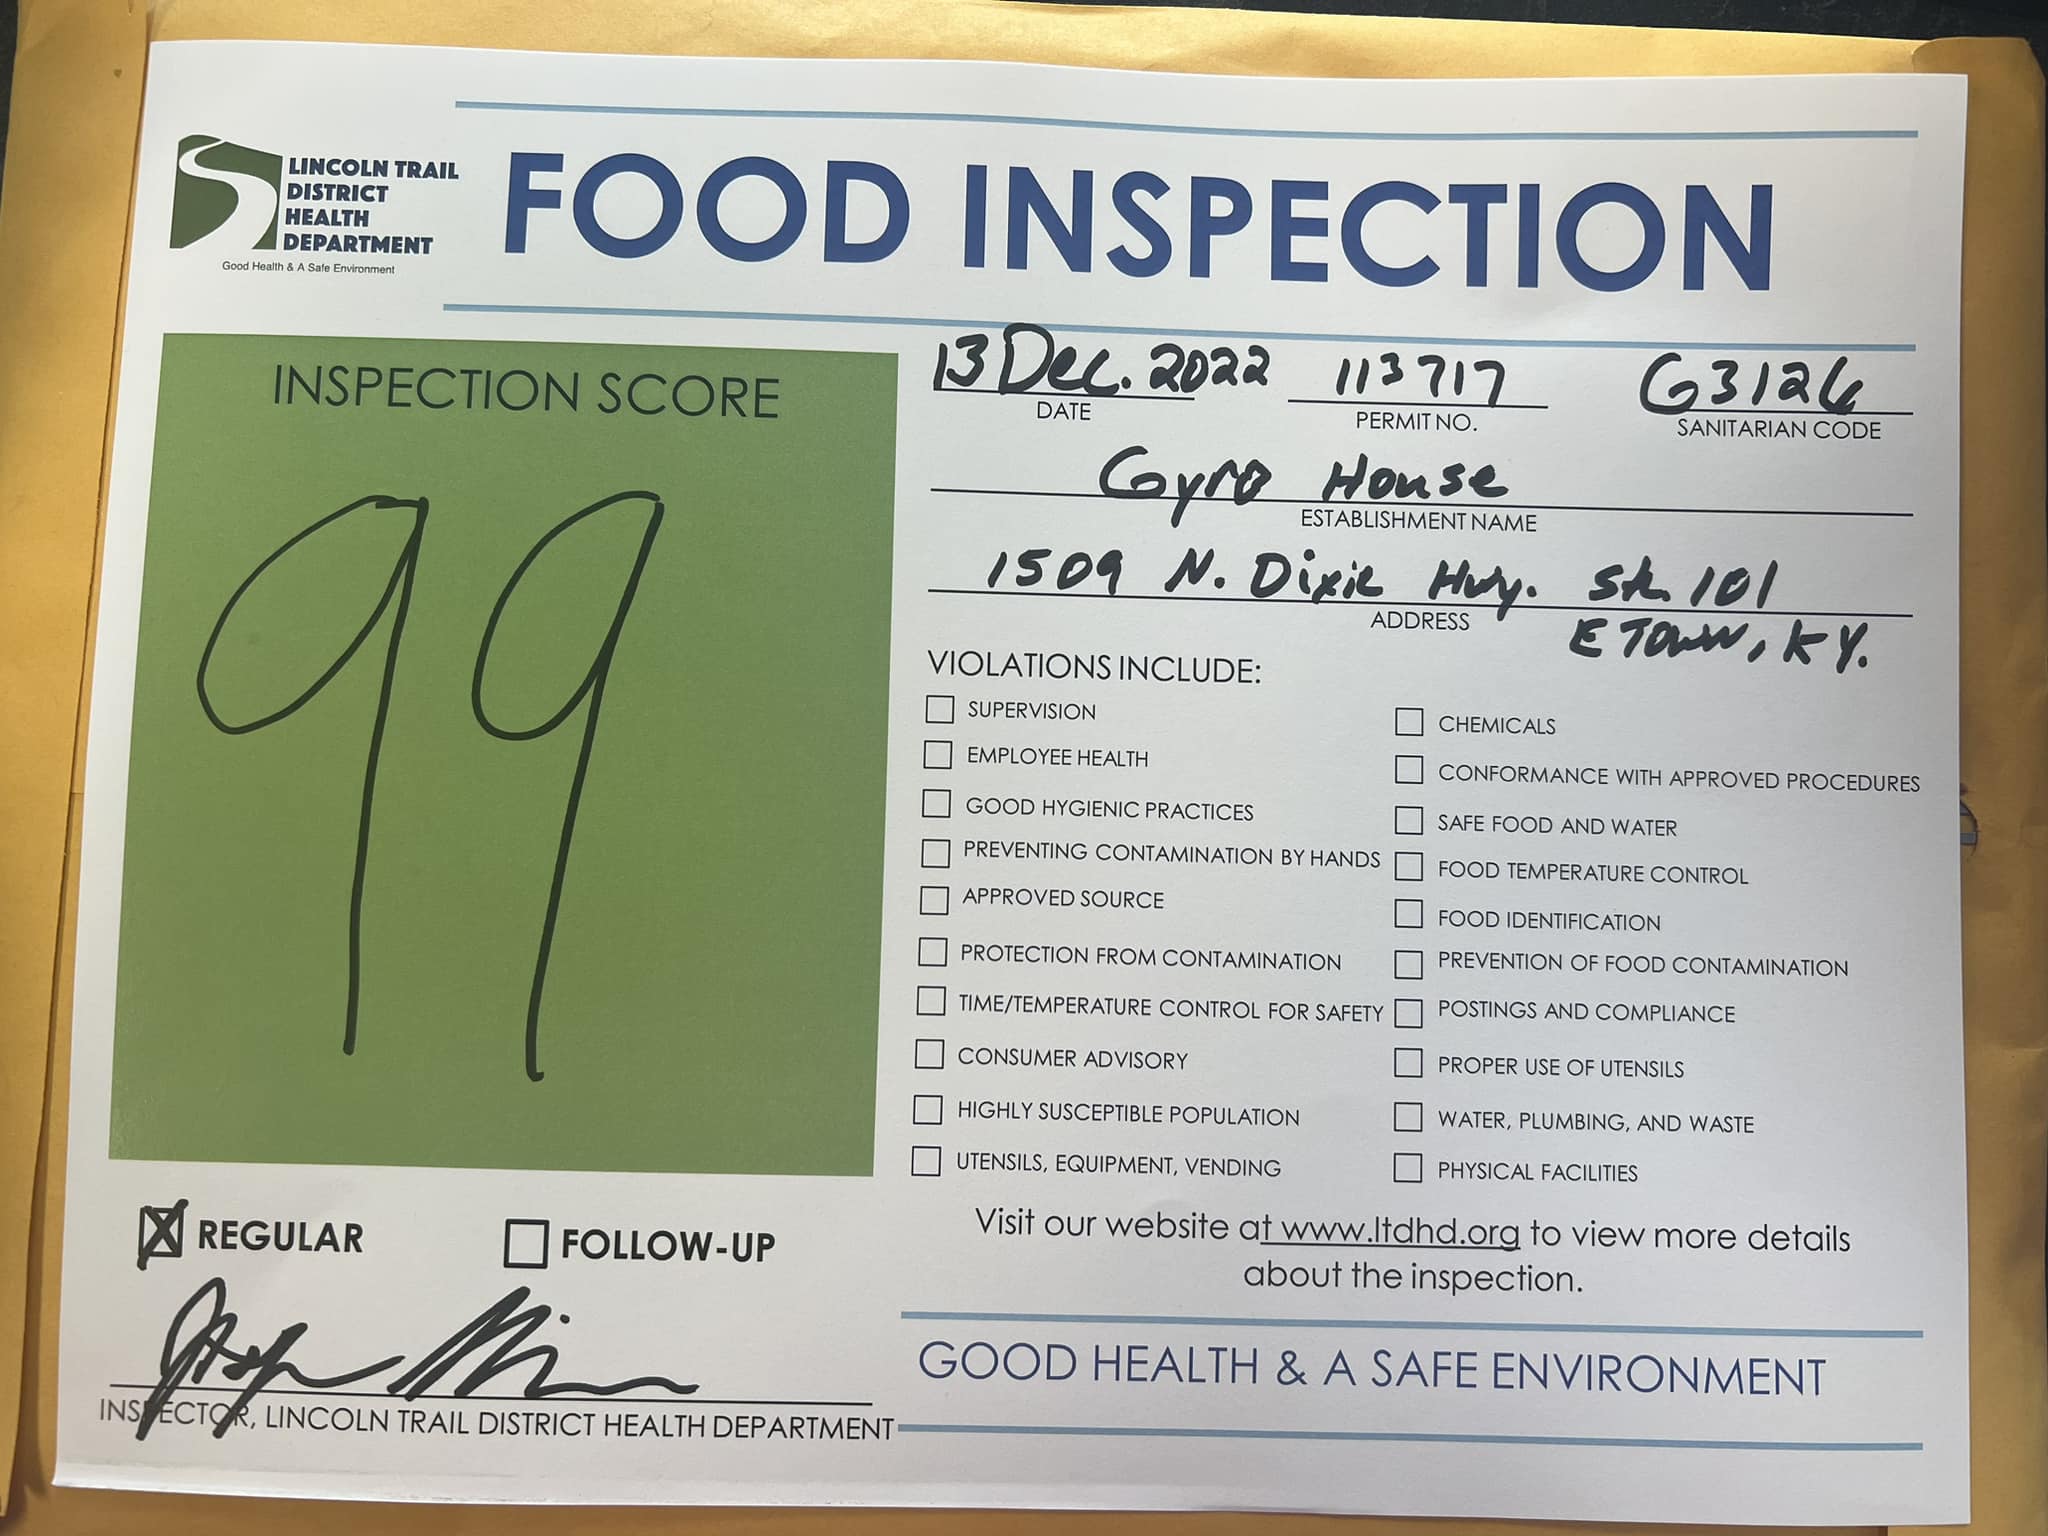 LINCOLN TRAIL
DISTRICT
HEALTH
DEPARTMENT
Good Health & A Safe Environment
FOOD INSPECTION
INSPECTION SCORE
99
13 Dec. 2022 113717 G3126
DATE PERMIT NO. SANITARIAN CODE
Gyro House
ESTABLISHMENT NAME
1509 N. Dixie Hwy. Ste. 101
ADDRESS
E Town, KY.
VIOLATIONS INCLUDE:
SUPERVISION
EMPLOYEE HEALTH
GOOD HYGIENIC PRACTICES
PREVENTING CONTAMINATION BY HANDS
APPROVED SOURCE
PROTECTION FROM CONTAMINATION
TIME/TEMPERATURE CONTROL FOR SAFETY
CONSUMER ADVISORY
HIGHLY SUSCEPTIBLE POPULATION
UTENSILS, EQUIPMENT, VENDING
CHEMICALS
CONFORMANCE WITH APPROVED PROCEDURES
SAFE FOOD AND WATER
FOOD TEMPERATURE CONTROL
FOOD IDENTIFICATION
PREVENTION OF FOOD CONTAMINATION
POSTINGS AND COMPLIANCE
PROPER USE OF UTENSILS
WATER, PLUMBING, AND WASTE
PHYSICAL FACILITIES
X REGULAR FOLLOW-UP
INSPECTOR, LINCOLN TRAIL DISTRICT HEALTH DEPARTMENT
Visit our website at www.ltdhd.org to view more details
about the inspection.
GOOD HEALTH & A SAFE ENVIRONMENT